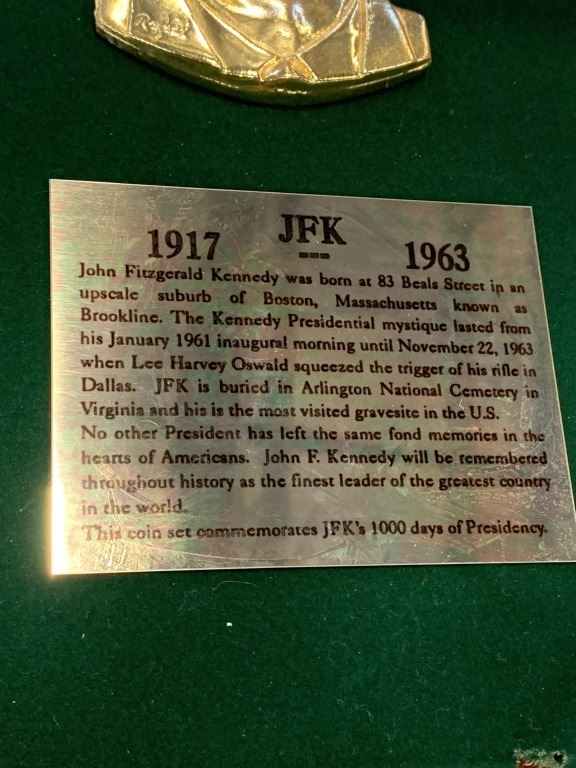 JFK
1917 --- 1963
John Fitzgerald Kennedy was born at 83 Beals Street in an
upscale suburb of Boston, Massachusetts known as
Brookline. The Kennedy Presidential mystique lasted from
his January 1961 inaugural morning until November 22, 1963
when Lee Harvey Oswald squeezed the trigger of his rifle in
Dallas. JFK is buried in Arlington National Cemetery in
Virginia and his is the most visited gravesite in the U.S.
No other President has left the same fond memories in the
hearts of Americans. John F. Kennedy will be remembered
throughout history as the finest leader of the greatest country
in the world.
This coin set commemorates JFK's 1000 days of Presidency.